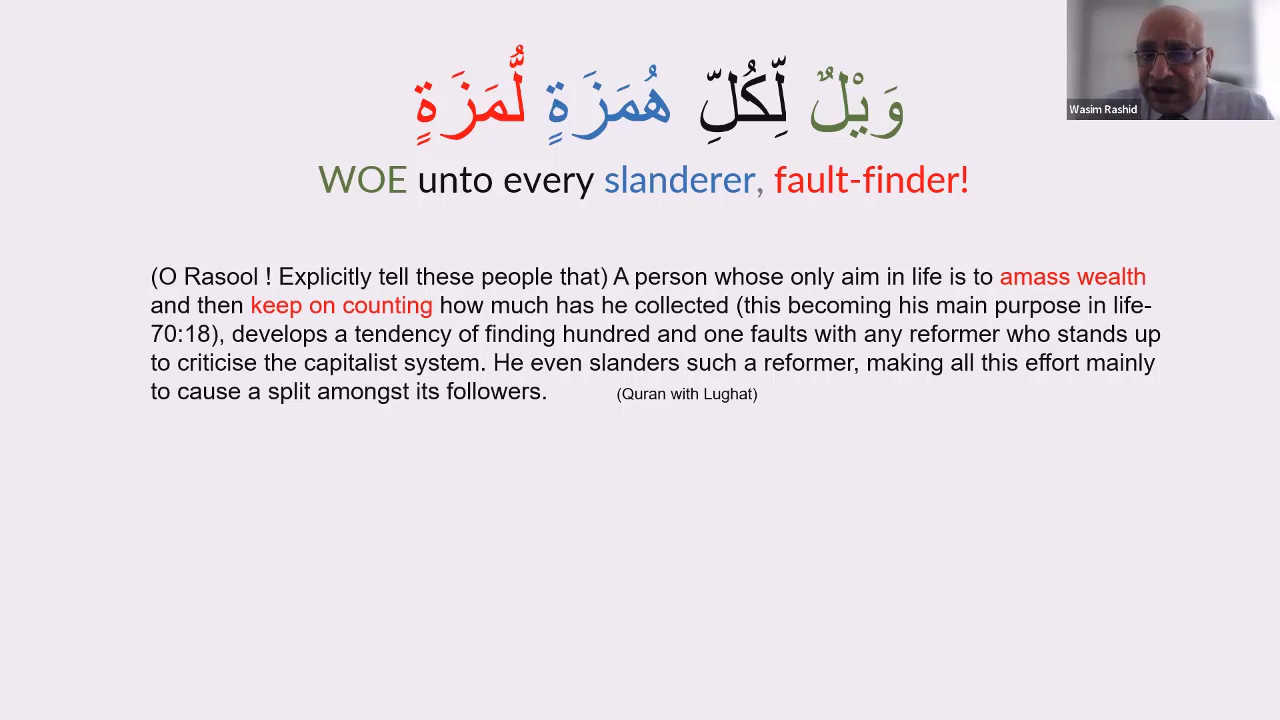 وَيْلٌ لِّكُلِّ هُمَزَةٍ لُّمَزَةٍ
WOE unto every slanderer, fault-finder!
(O Rasool ! Explicitly tell these people that) A person whose only aim in life is to amass wealth
and then keep on counting how much has he collected (this becoming his main purpose in life-
70:18), develops a tendency of finding hundred and one faults with any reformer who stands up
to criticise the capitalist system. He even slanders such a reformer, making all this effort mainly
to cause a split amongst its followers. (Quran with Lughat)
Wasim Rashid